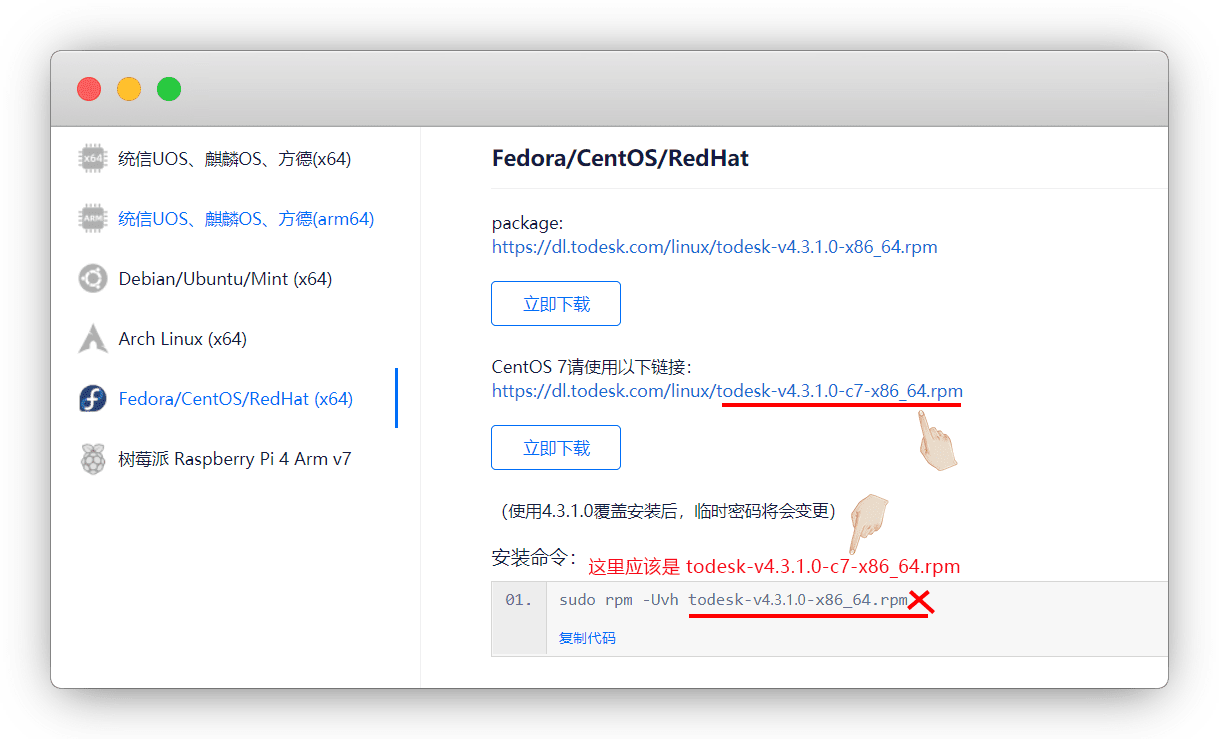 x64 统信UOS、麒麟OS、方德(x64)
ARM 统信UOS、麒麟OS、方德(arm64)
Debian/Ubuntu/Mint (x64)
Arch Linux (x64)
Fedora/CentOS/RedHat (x64)
树莓派 Raspberry Pi 4 Arm v7
Fedora/CentOS/RedHat
package:
https://dl.todesk.com/linux/todesk-v4.3.1.0-x86_64.rpm
立即下载
CentOS 7请使用以下链接：
https://dl.todesk.com/linux/todesk-v4.3.1.0-c7-x86_64.rpm
立即下载
（使用4.3.1.0覆盖安装后，临时密码将会变更）
安装命令：
这里应该是 todesk-v4.3.1.0-c7-x86_64.rpm
01. sudo rpm -Uvh todesk-v4.3.1.0-x86_64.rpm
复制代码